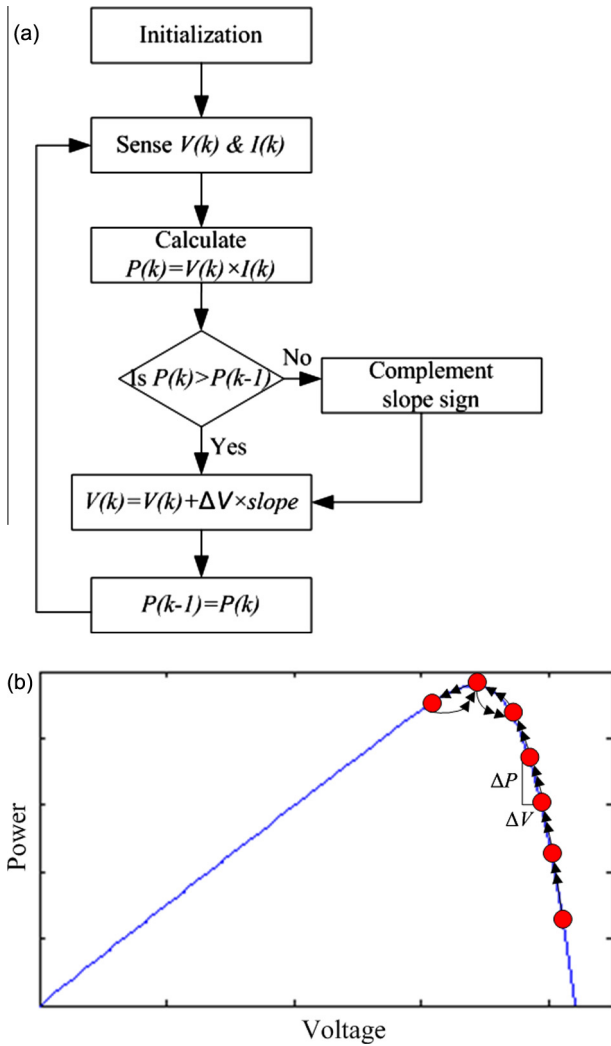 (a)
Initialization
Sense V(k) & I(k)
Calculate
P(k)=V(k)×I(k)
Is P(k)>P(k-1)
No
Complement
slope sign
Yes
V(k)=V(k)+ΔV×slope
P(k-1)=P(k)
(b)
Power
ΔP
ΔV
Voltage